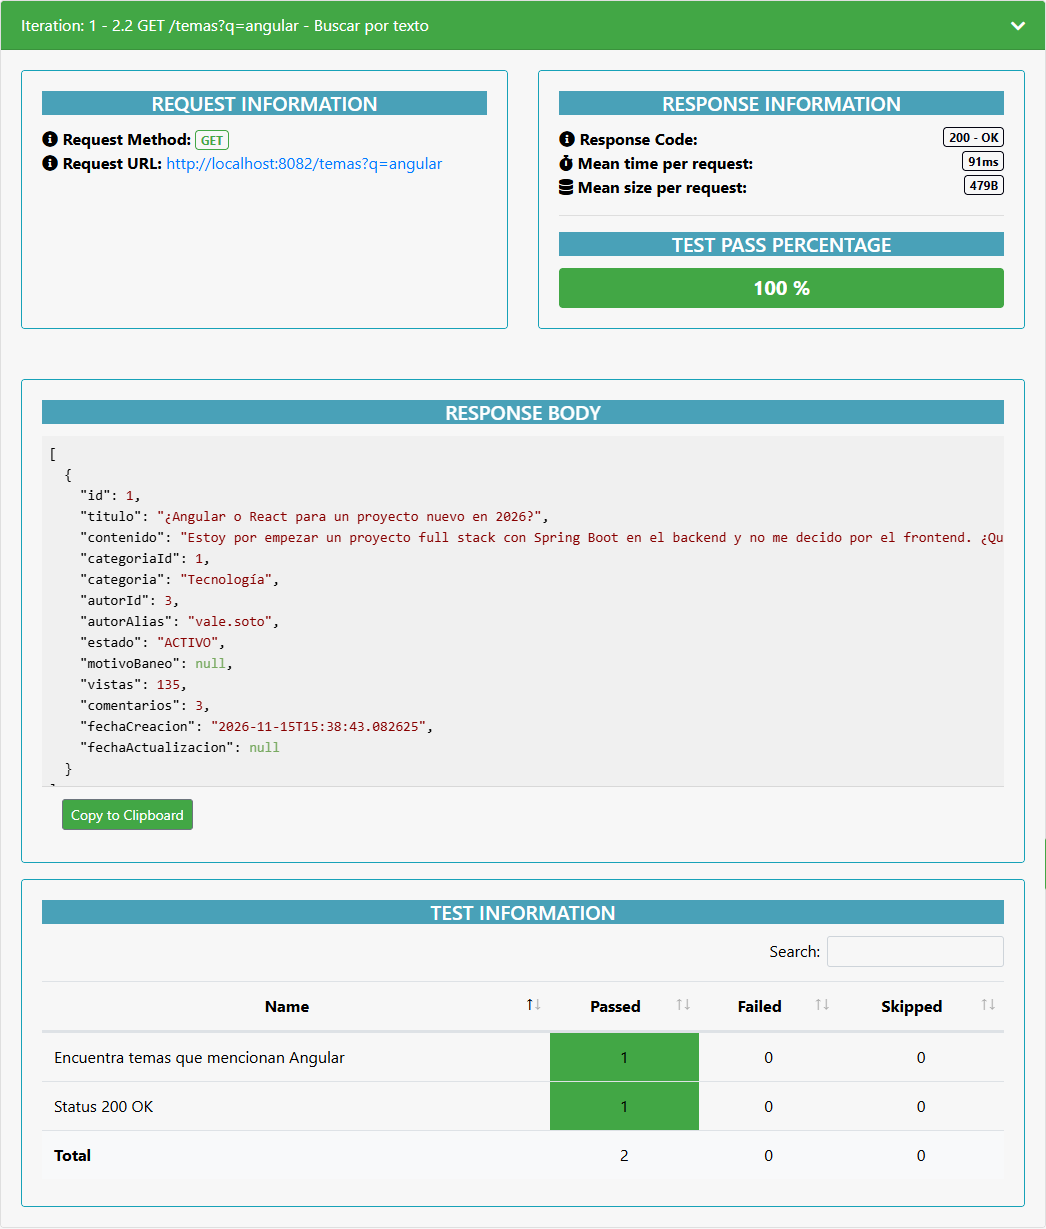 Iteration: 1 - 2.2 GET /temas?q=angular - Buscar por texto
REQUEST INFORMATION
Request Method: GET
Request URL: http://localhost:8082/temas?q=angular
RESPONSE INFORMATION
Response Code: 200 - OK
Mean time per request: 91ms
Mean size per request: 479B
TEST PASS PERCENTAGE
100 %
RESPONSE BODY
[
  {
    "id": 1,
    "titulo": "¿Angular o React para un proyecto nuevo en 2026?",
    "contenido": "Estoy por empezar un proyecto full stack con Spring Boot en el backend y no me decido por el frontend. ¿Qu
    "categoriaId": 1,
    "categoria": "Tecnología",
    "autorId": 3,
    "autorAlias": "vale.soto",
    "estado": "ACTIVO",
    "motivoBaneo": null,
    "vistas": 135,
    "comentarios": 3,
    "fechaCreacion": "2026-11-15T15:38:43.082625",
    "fechaActualizacion": null
  }
Copy to Clipboard
TEST INFORMATION
Search:
Name Passed Failed Skipped
Encuentra temas que mencionan Angular 1 0 0
Status 200 OK 1 0 0
Total 2 0 0